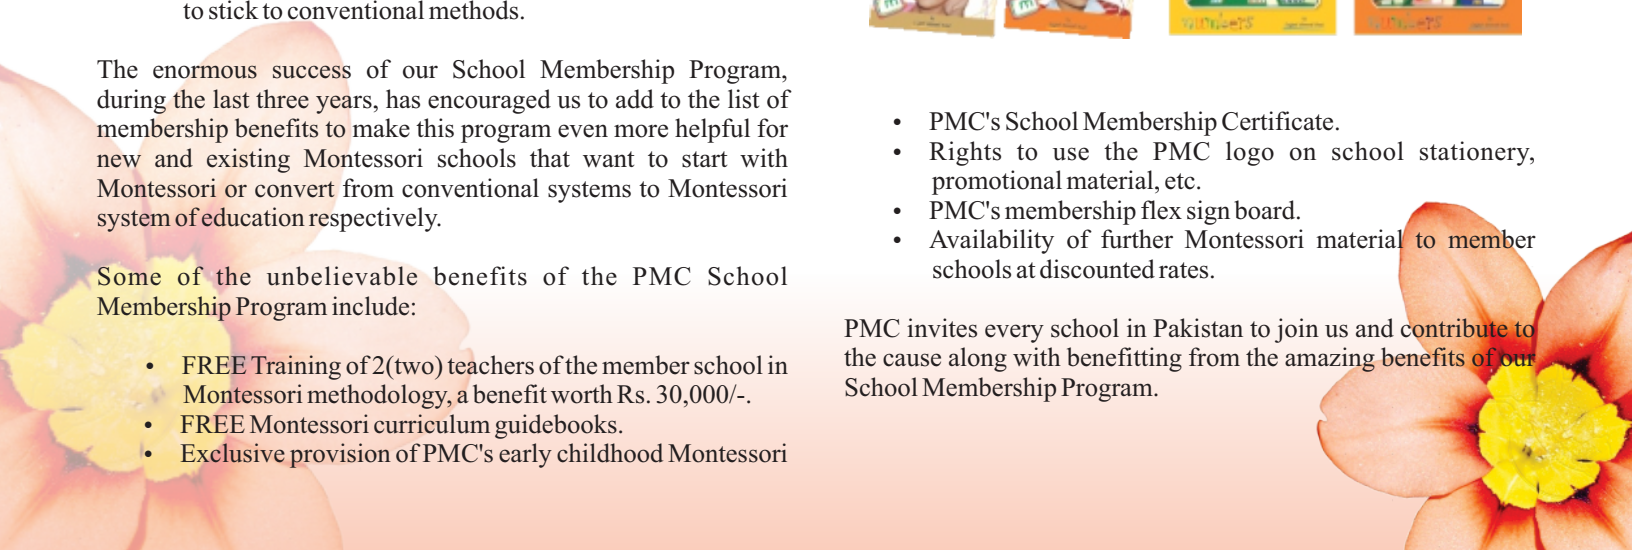 to stick to conventional methods.
The enormous success of our School Membership Program,
during the last three years, has encouraged us to add to the list of
membership benefits to make this program even more helpful for
new and existing Montessori schools that want to start with
Montessori or convert from conventional systems to Montessori
system of education respectively.
Some of the unbelievable benefits of the PMC School
Membership Program include:
• FREE Training of 2(two) teachers of the member school in
Montessori methodology, a benefit worth Rs. 30,000/-.
• FREE Montessori curriculum guidebooks.
• Exclusive provision of PMC's early childhood Montessori
numbers
numbers
• PMC's School Membership Certificate.
• Rights to use the PMC logo on school stationery,
promotional material, etc.
• PMC's membership flex sign board.
• Availability of further Montessori material to member
schools at discounted rates.
PMC invites every school in Pakistan to join us and contribute to
the cause along with benefitting from the amazing benefits of our
School Membership Program.